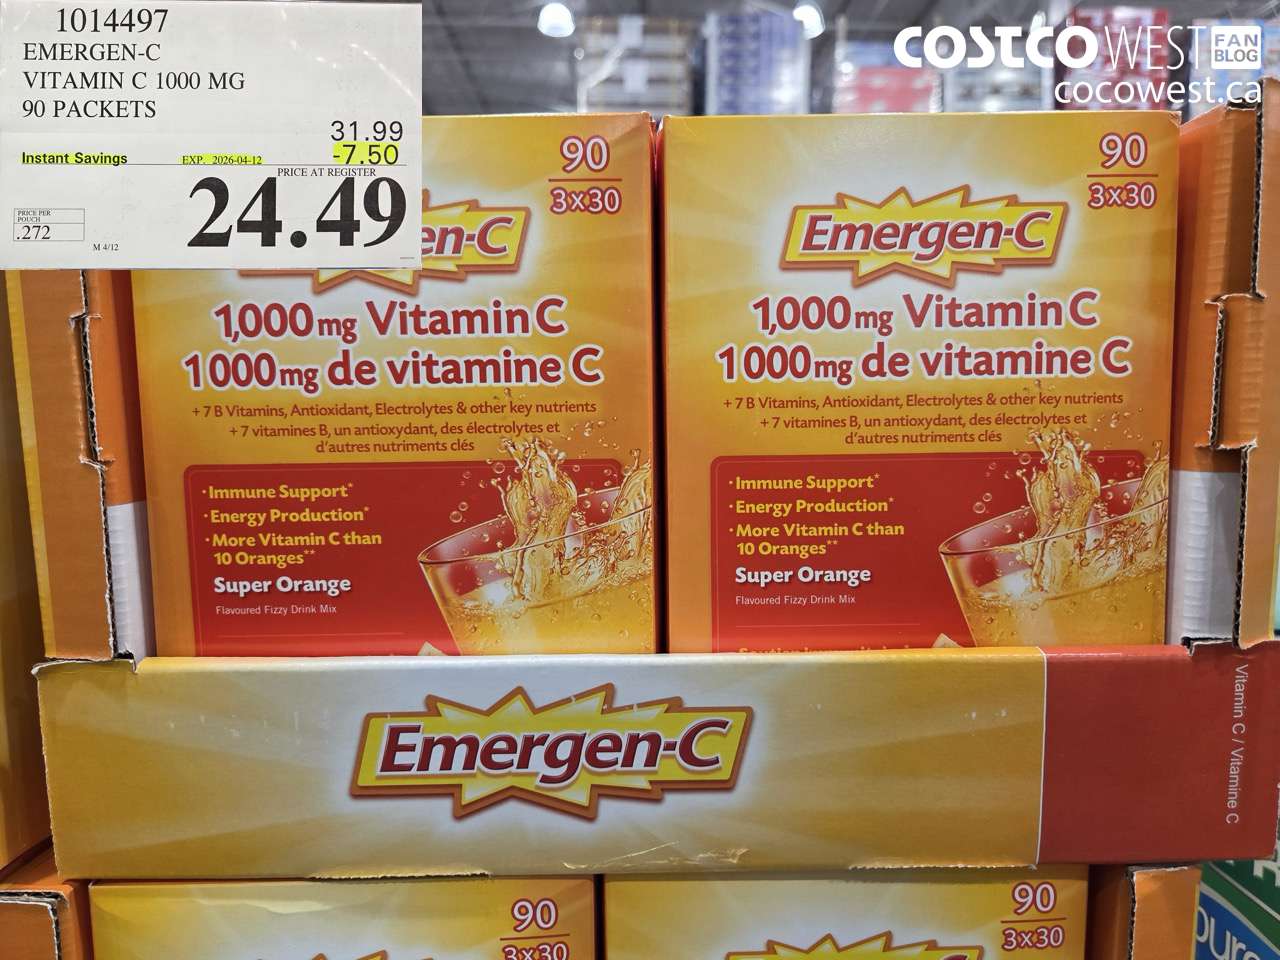 1014497
EMERGEN-C
VITAMIN C 1000 MG
90 PACKETS
31.99
Instant Savings EXP. 2026-04-12 -7.50
PRICE AT REGISTER
24.49
PRICE PER
POUCH
.272
M 4/12
COSTCO WEST FAN BLOG
cocowest.ca
90
3x30
en-C
1,000mg Vitamin C
1 000mg de vitamine C
+ 7 B Vitamins, Antioxidant, Electrolytes & other key nutrients
+ 7 vitamines B, un antioxydant, des électrolytes et
d'autres nutriments clés
· Immune Support*
· Energy Production*
· More Vitamin C than
10 Oranges**
Super Orange
Flavoured Fizzy Drink Mix
90
3x30
Emergen-C
1,000mg Vitamin C
1 000mg de vitamine C
+ 7 B Vitamins, Antioxidant, Electrolytes & other key nutrients
+ 7 vitamines B, un antioxydant, des électrolytes et
d'autres nutriments clés
· Immune Support*
· Energy Production*
· More Vitamin C than
10 Oranges**
Super Orange
Flavoured Fizzy Drink Mix
Emergen-C
Vitamin C / Vitamine C
90
3x30
90
3x30